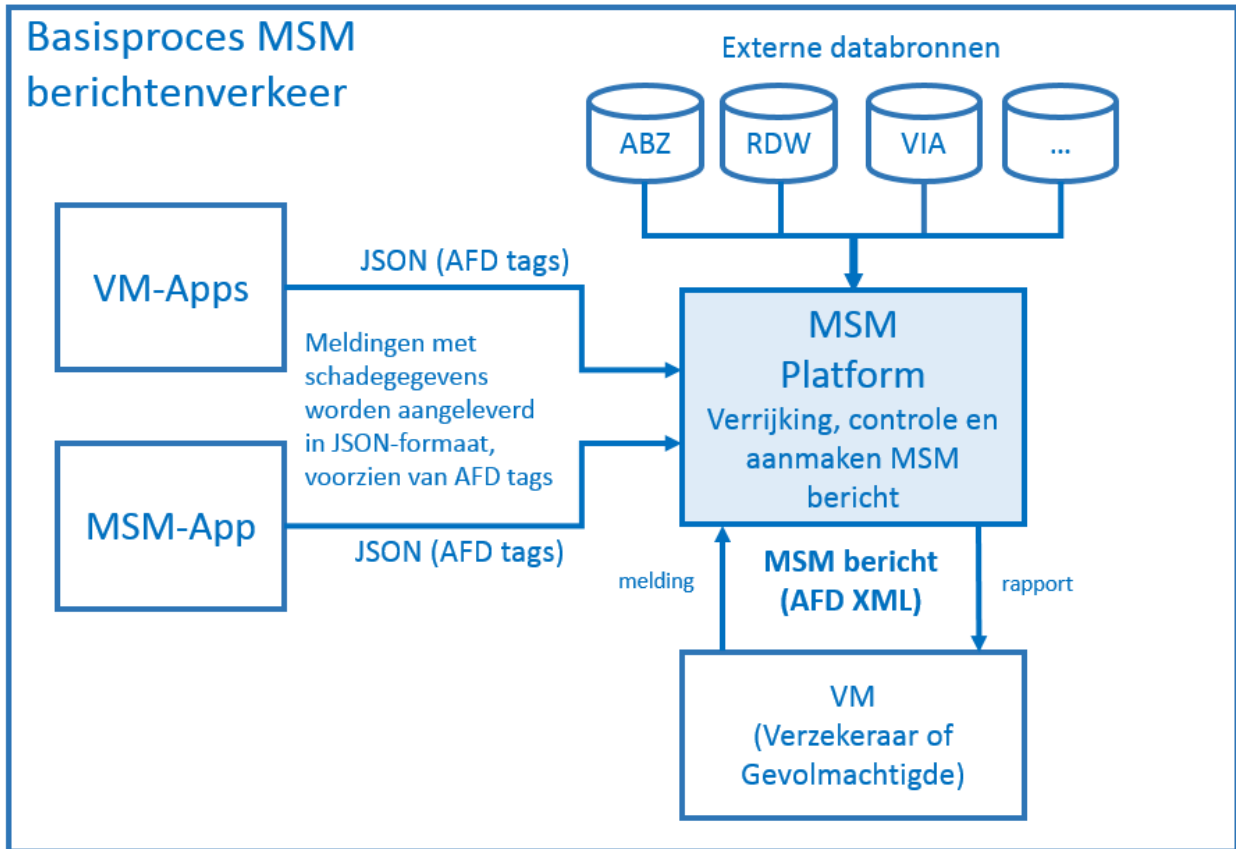 Basisproces MSM
berichtenverkeer
Externe databronnen
ABZ
RDW
VIA
...
VM-Apps
JSON (AFD tags)
Meldingen met
schadegegevens
worden aangeleverd
in JSON-formaat,
voorzien van AFD tags
MSM-App
JSON (AFD tags)
MSM
Platform
Verrijking, controle en
aanmaken MSM
bericht
melding
MSM bericht
(AFD XML)
rapport
VM
(Verzekeraar of
Gevolmachtigde)